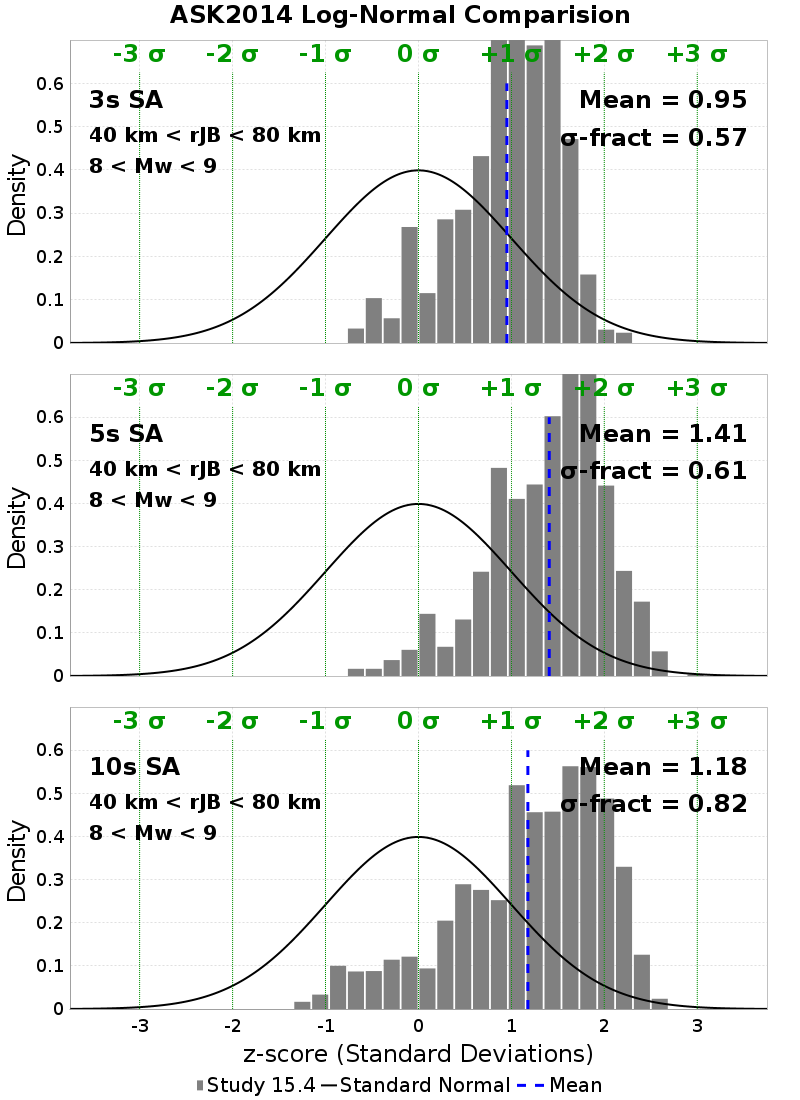 ASK2014 Log-Normal Comparision
-3 σ -2 σ -1 σ 0 σ +1 σ +2 σ +3 σ
3s SA
Mean = 0.95
40 km < rJB < 80 km
σ-fract = 0.57
8 < Mw < 9
Density
0.6
0.5
0.4
0.3
0.2
0.1
0
-3 σ -2 σ -1 σ 0 σ +1 σ +2 σ +3 σ
5s SA
Mean = 1.41
40 km < rJB < 80 km
σ-fract = 0.61
8 < Mw < 9
Density
0.6
0.5
0.4
0.3
0.2
0.1
0
-3 σ -2 σ -1 σ 0 σ +1 σ +2 σ +3 σ
10s SA
Mean = 1.18
40 km < rJB < 80 km
σ-fract = 0.82
8 < Mw < 9
Density
0.6
0.5
0.4
0.3
0.2
0.1
0
-3 -2 -1 0 1 2 3
z-score (Standard Deviations)
Study 15.4 Standard Normal Mean